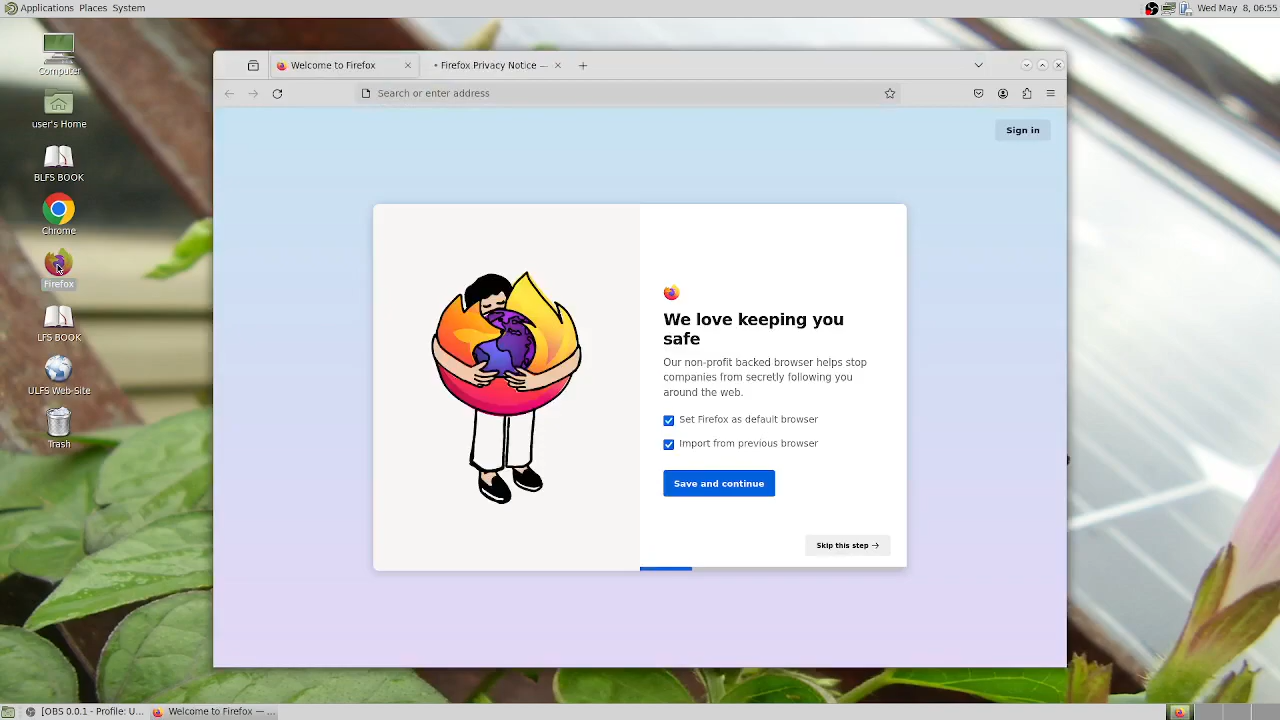 Applications Places System
Wed May  8, 06:55
Computer
user's Home
BLFS BOOK
Chrome
Firefox
LFS BOOK
ULFS Web-Site
Trash
Welcome to Firefox
Firefox Privacy Notice —
Search or enter address
Sign in
We love keeping you
safe
Our non-profit backed browser helps stop
companies from secretly following you
around the web.
Set Firefox as default browser
Import from previous browser
Save and continue
Skip this step →
[OBS 0.0.1 - Profile: U...
Welcome to Firefox — ...